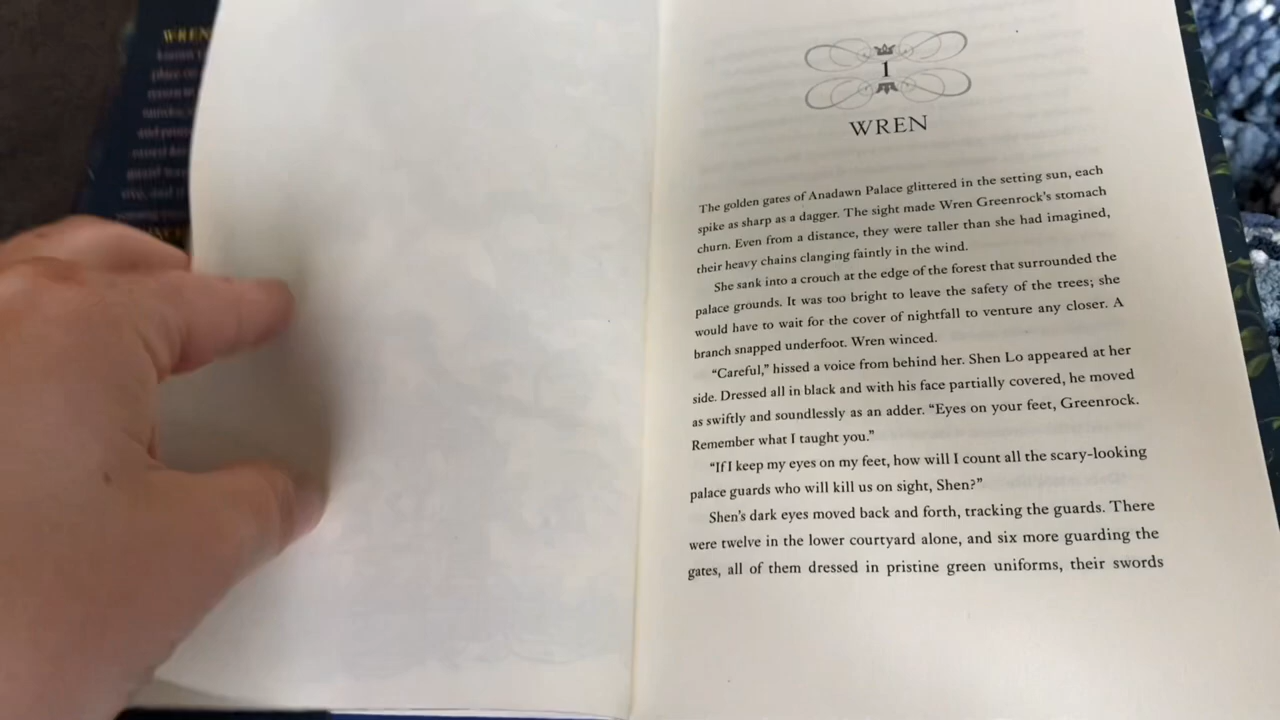 WREN
1
WREN
The golden gates of Anadawn Palace glittered in the setting sun, each
spike as sharp as a dagger. The sight made Wren Greenrock’s stomach
churn. Even from a distance, they were taller than she had imagined,
their heavy chains clanging faintly in the wind.
She sank into a crouch at the edge of the forest that surrounded the
palace grounds. It was too bright to leave the safety of the trees; she
would have to wait for the cover of nightfall to venture any closer. A
branch snapped underfoot. Wren winced.
“Careful,” hissed a voice from behind her. Shen Lo appeared at her
side. Dressed all in black and with his face partially covered, he moved
as swiftly and soundlessly as an adder. “Eyes on your feet, Greenrock.
Remember what I taught you.”
“If I keep my eyes on my feet, how will I count all the scary-looking
palace guards who will kill us on sight, Shen?”
Shen’s dark eyes moved back and forth, tracking the guards. There
were twelve in the lower courtyard alone, and six more guarding the
gates, all of them dressed in pristine green uniforms, their swords